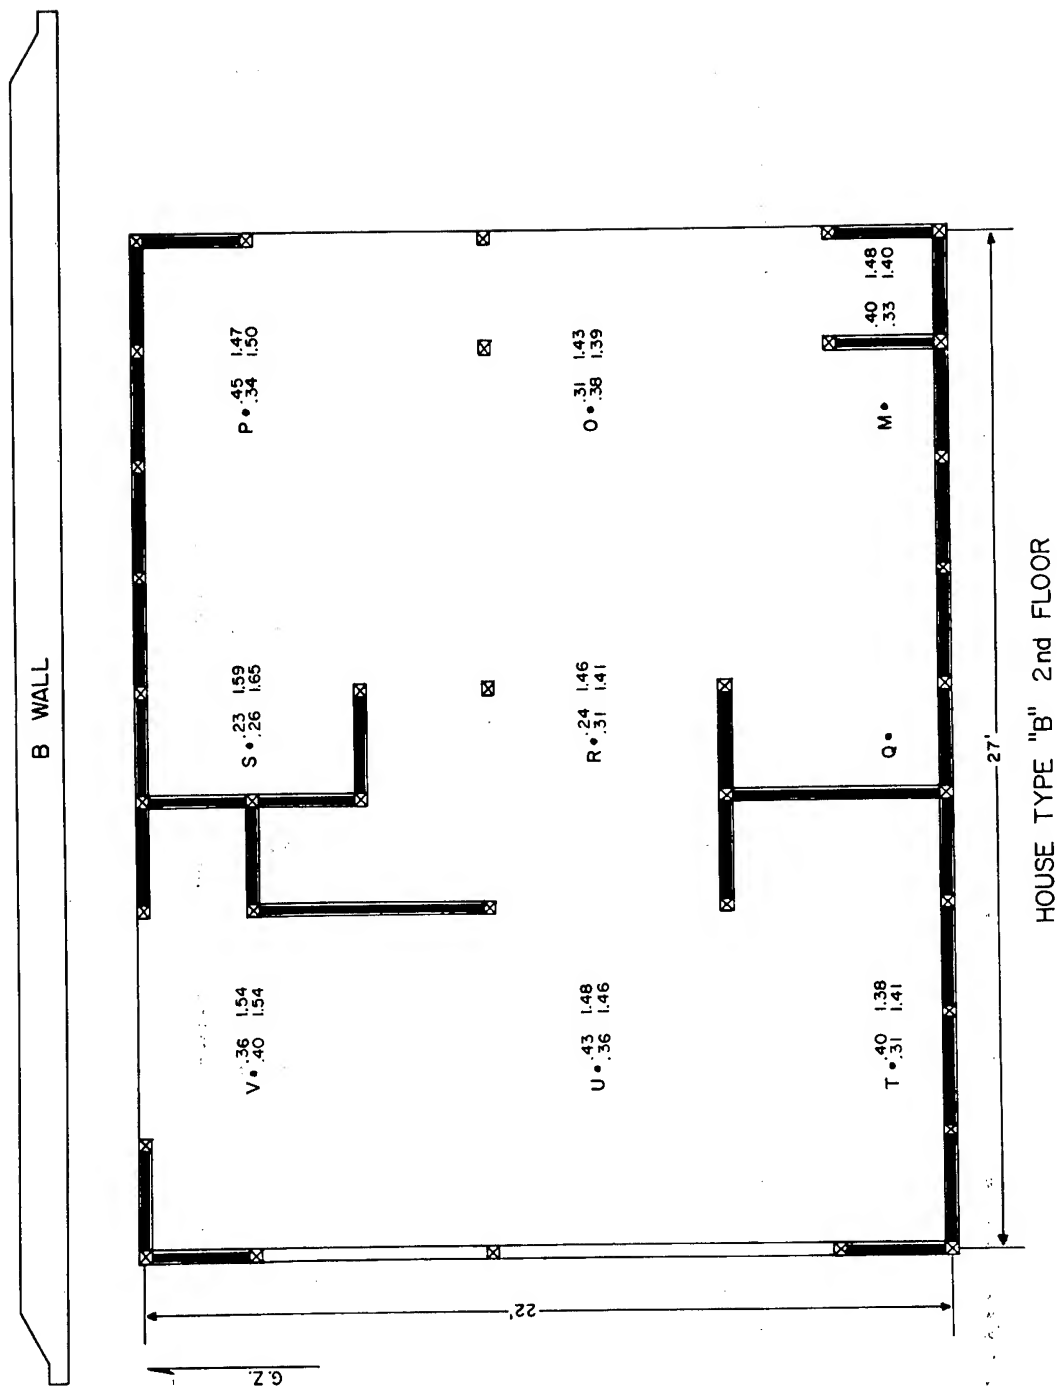 B WALL
G.Z.
V .36 1.54
.40 1.54
S .23 1.59
.26 1.65
P .45 1.47
.34 1.50
22'
U .43 1.48
.36 1.46
R .24 1.46
.31 1.41
O .31 1.43
.38 1.39
T .40 1.38
.31 1.41
Q
M
.40 1.48
.33 1.40
27'
HOUSE TYPE "B" 2nd FLOOR